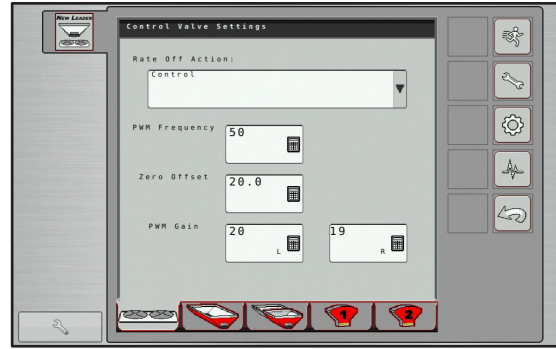 NEW LEADER
Control Valve Settings
Rate Off Action:
Control
PWM Frequency
50
Zero Offset
20.0
PWM Gain
20
L
19
R
1
2